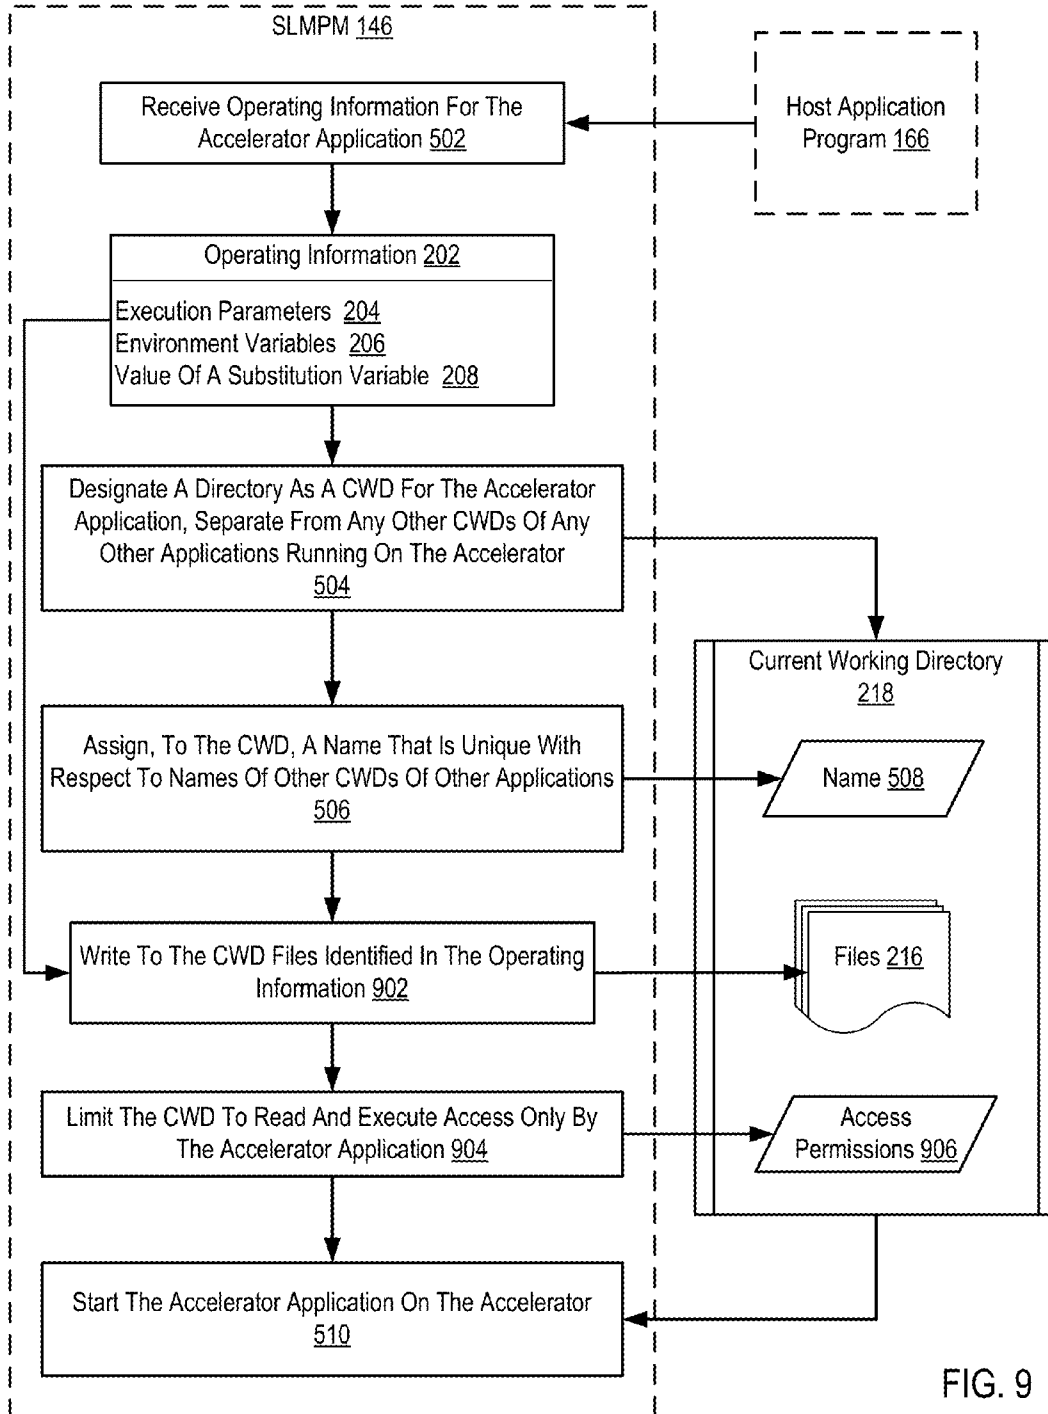 SLMPM 146
Receive Operating Information For The
Accelerator Application 502
Host Application
Program 166
Operating Information 202
Execution Parameters 204
Environment Variables 206
Value Of A Substitution Variable 208
Designate A Directory As A CWD For The Accelerator
Application, Separate From Any Other CWDs Of Any
Other Applications Running On The Accelerator
504
Current Working Directory
218
Assign, To The CWD, A Name That Is Unique With
Respect To Names Of Other CWDs Of Other Applications
506
Name 508
Write To The CWD Files Identified In The Operating
Information 902
Files 216
Limit The CWD To Read And Execute Access Only By
The Accelerator Application 904
Access
Permissions 906
Start The Accelerator Application On The Accelerator
510
FIG. 9